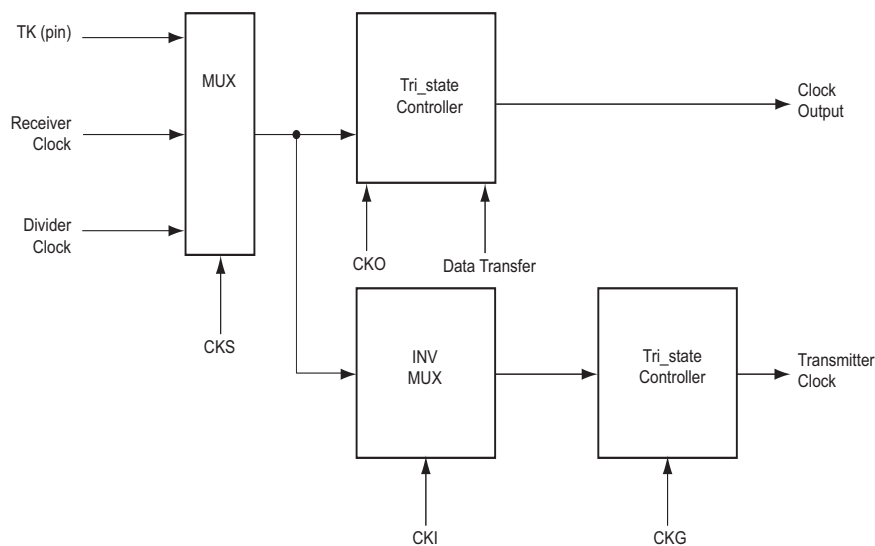 TK (pin)
MUX
Tri_state
Controller
Clock
Output
Receiver
Clock
Divider
Clock
CKO
Data Transfer
CKS
INV
MUX
Tri_state
Controller
Transmitter
Clock
CKI
CKG